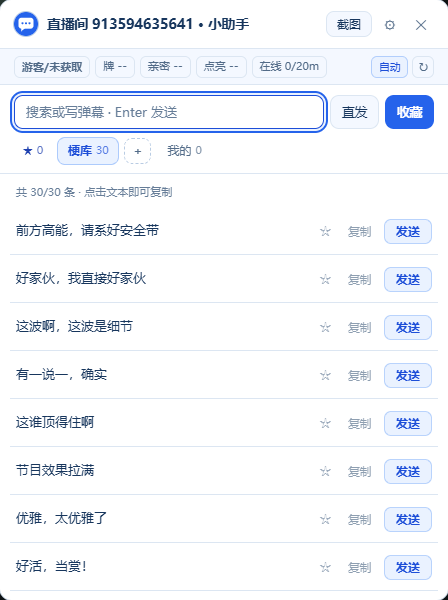 直播间 913594635641 • 小助手 截图
游客/未获取 牌 -- 亲密 -- 点亮 -- 在线 0/20m 自动
搜索或写弹幕 · Enter 发送 直发 收藏
★ 0 梗库 30 + 我的 0
共 30/30 条 · 点击文本即可复制
前方高能，请系好安全带 ☆ 复制 发送
好家伙，我直接好家伙 ☆ 复制 发送
这波啊，这波是细节 ☆ 复制 发送
有一说一，确实 ☆ 复制 发送
这谁顶得住啊 ☆ 复制 发送
节目效果拉满 ☆ 复制 发送
优雅，太优雅了 ☆ 复制 发送
好活，当赏！ ☆ 复制 发送